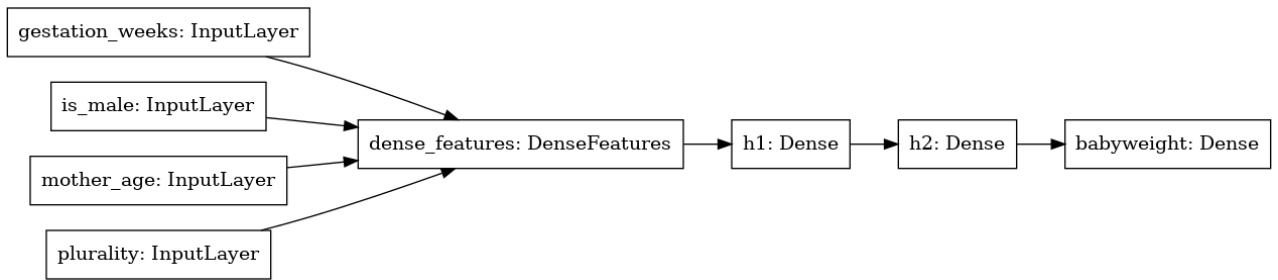 gestation_weeks: InputLayer
is_male: InputLayer
mother_age: InputLayer
plurality: InputLayer
dense_features: DenseFeatures
h1: Dense
h2: Dense
babyweight: Dense